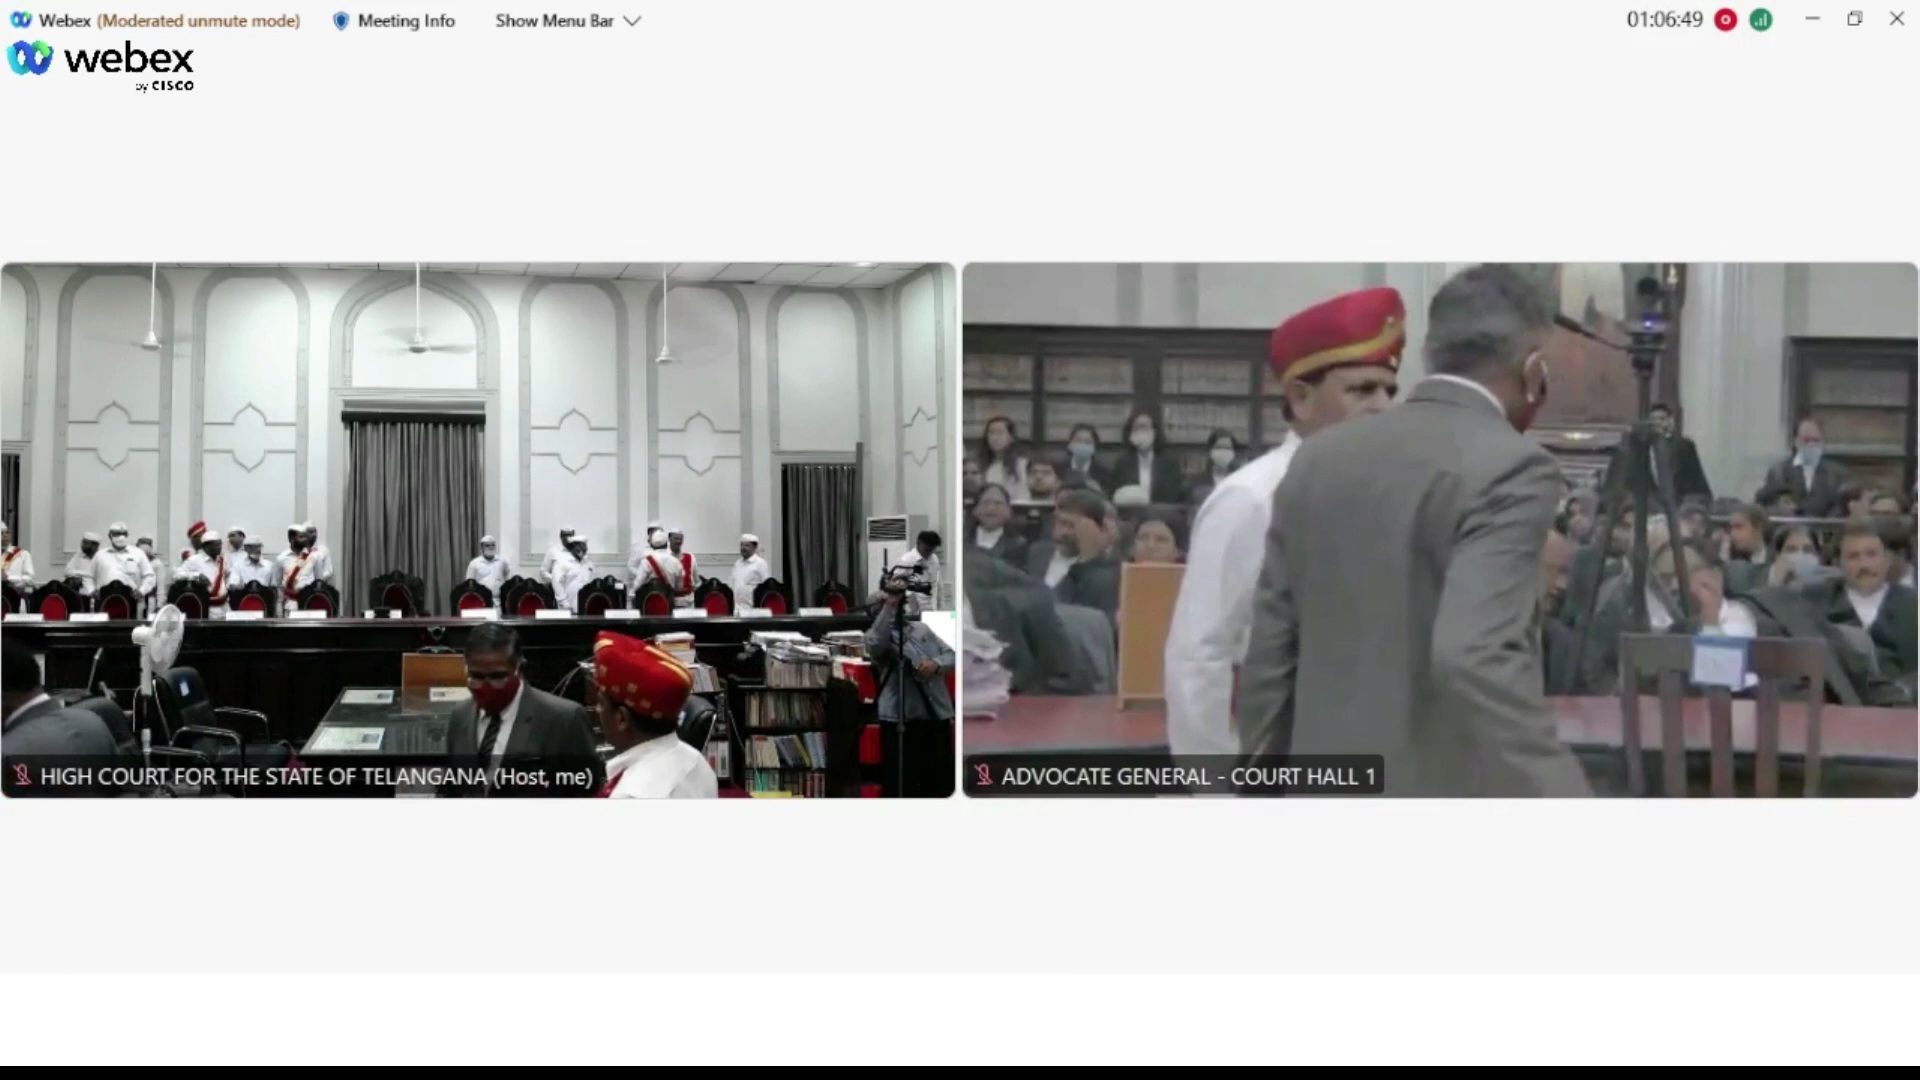 Webex (Moderated unmute mode) Meeting Info Show Menu Bar 01:06:49
webex
by CISCO
HIGH COURT FOR THE STATE OF TELANGANA (Host, me)
ADVOCATE GENERAL - COURT HALL 1